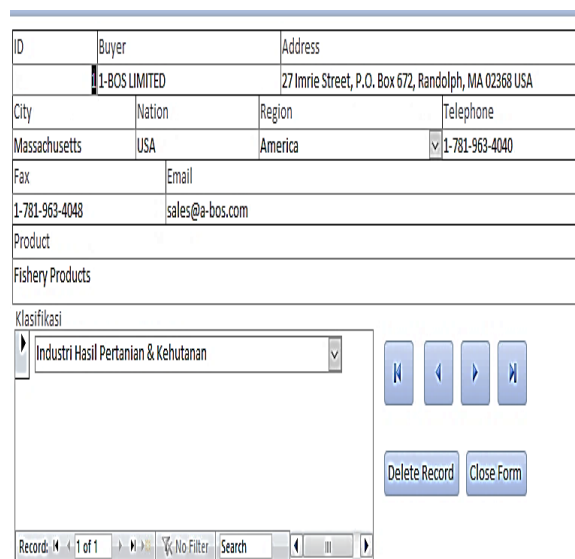 ID Buyer Address
1 1-BOS LIMITED 27 Imrie Street, P.O. Box 672, Randolph, MA 02368 USA
City Nation Region Telephone
Massachusetts USA America 1-781-963-4040
Fax Email
1-781-963-4048 sales@a-bos.com
Product
Fishery Products
Klasifikasi
Industri Hasil Pertanian & Kehutanan
Delete Record Close Form
Record: 1 of 1 No Filter Search